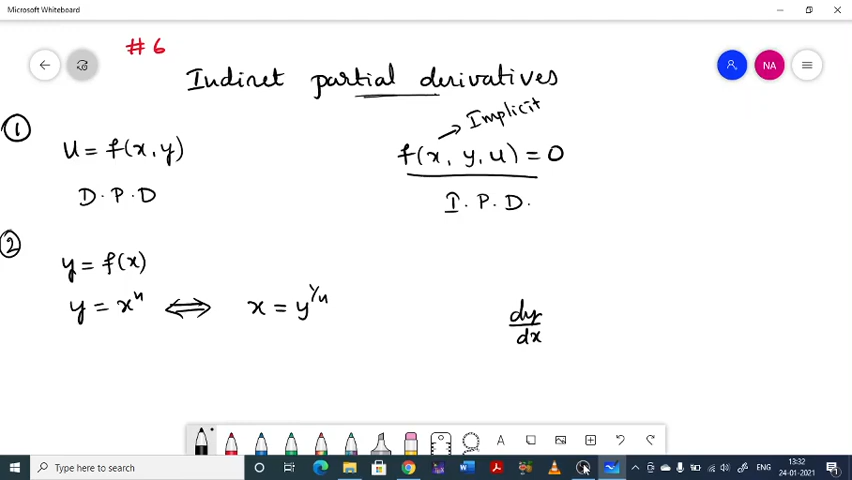 Microsoft Whiteboard
#6
Indirect partial derivatives
① u = f(x, y) f(x, y, u) = 0 → Implicit
D. P. D I. P. D.
② y = f(x)
y = xⁿ ⟺ x = y^1/n
dy/dx
NA
Type here to search
ENG
13:32
24-01-2021